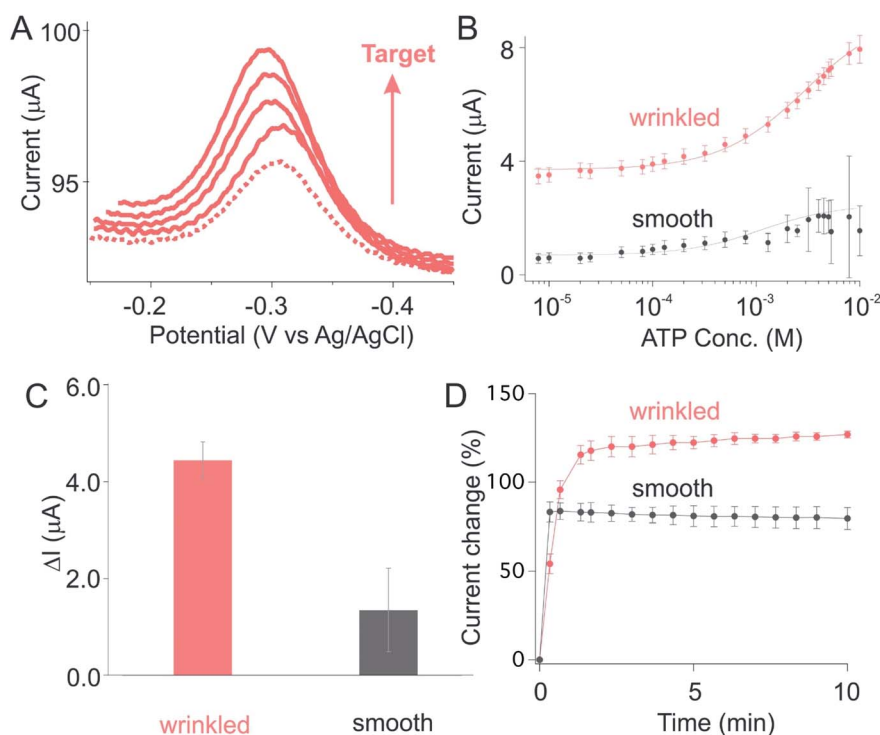 A
100
95
Current (μA)
Target
-0.2
-0.3
-0.4
Potential (V vs Ag/AgCl)
B
8
4
0
Current (μA)
wrinkled
smooth
10-5
10-4
10-3
10-2
ATP Conc. (M)
C
6.0
4.0
2.0
0.0
ΔI (μA)
wrinkled
smooth
D
150
100
50
0
Current change (%)
wrinkled
smooth
0
5
10
Time (min)